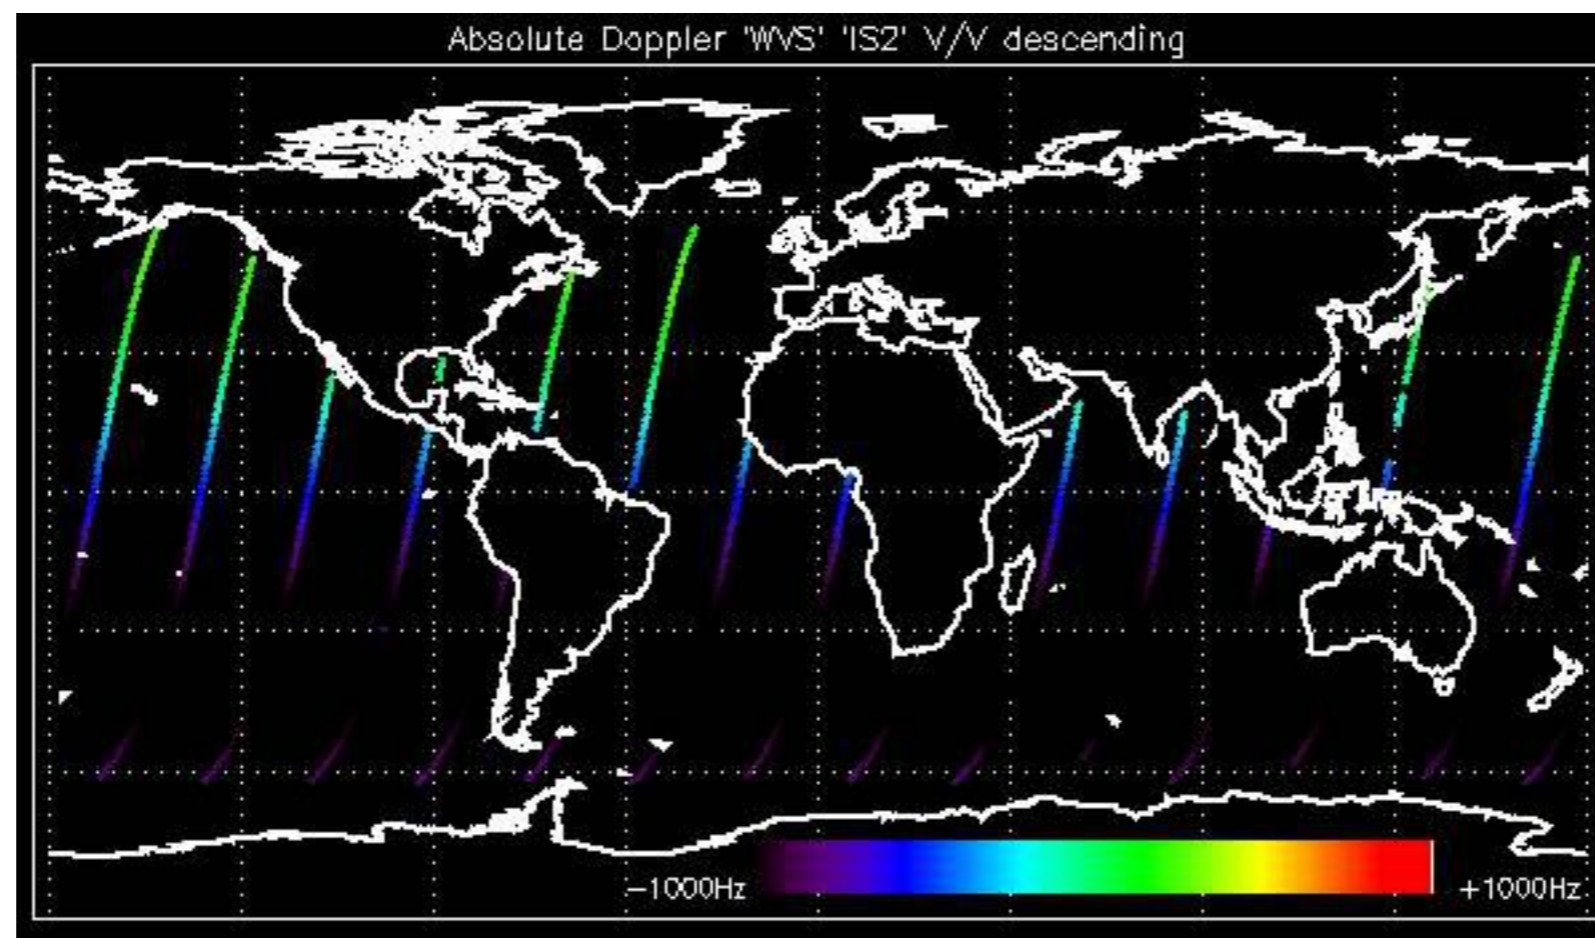 Absolute Doppler 'WVS' 'IS2' V/V descending
−1000Hz
+1000Hz